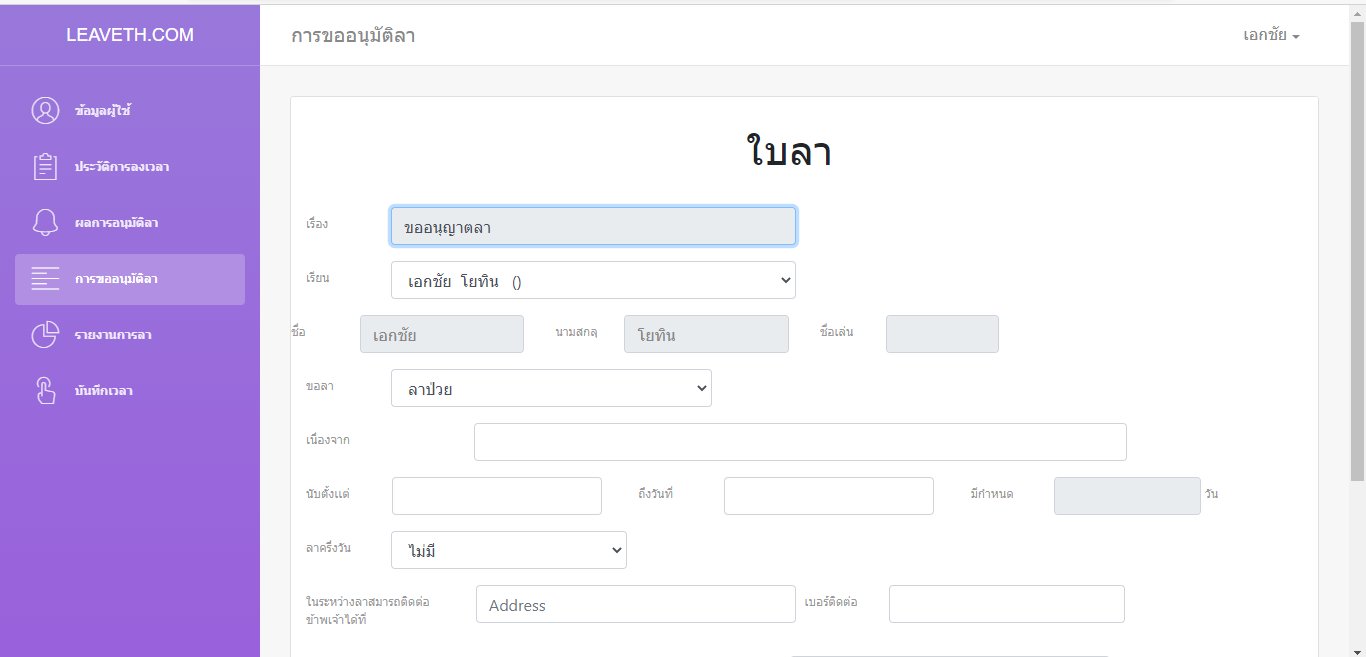 LEAVETH.COM
การขออนุมัติลา
เอกชัย
ข้อมูลผู้ใช้
ประวัติการลงเวลา
ผลการอนุมัติลา
การขออนุมัติลา
รายงานการลา
บันทึกเวลา
ใบลา
เรื่อง ขออนุญาตลา
เรียน เอกชัย โยทิน ()
ชื่อ เอกชัย นามสกลุ โยทิน ชื่อเล่น
ขอลา ลาป่วย
เนื่องจาก
นับตั้งแต่ ถึงวันที่ มีกำหนด วัน
ลาครึ่งวัน ไม่มี
ในระหว่างลาสมารถติดต่อ Address เบอร์ติดต่อ
ข้าพเจ้าได้ที่